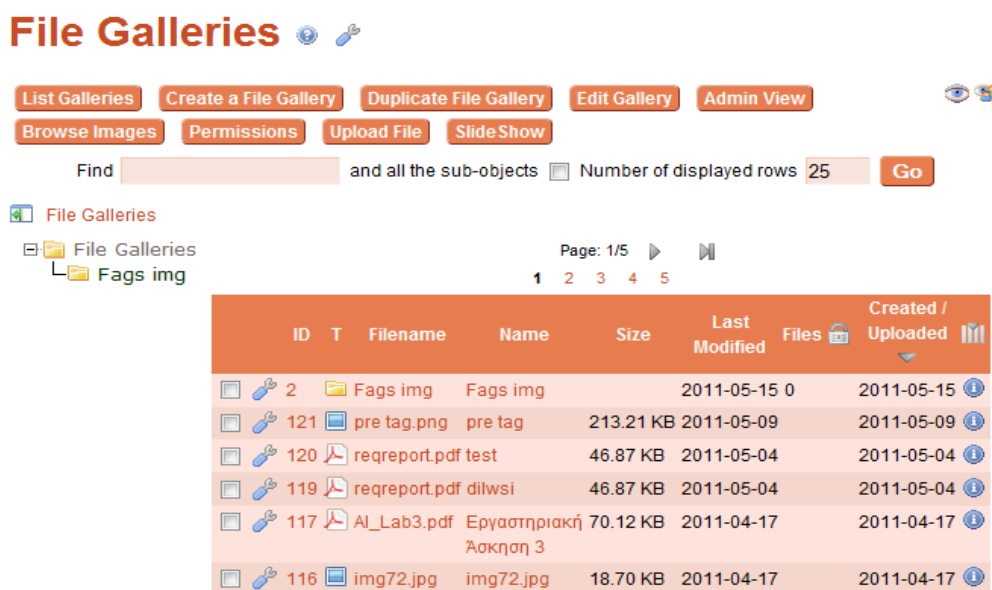 File Galleries
List Galleries Create a File Gallery Duplicate File Gallery Edit Gallery Admin View
Browse Images Permissions Upload File SlideShow
Find and all the sub-objects Number of displayed rows 25 Go
File Galleries
File Galleries
Fags img
Page: 1/5
1 2 3 4 5
ID T Filename Name Size Last Modified Files Created / Uploaded
2 Fags img Fags img 2011-05-15 0 2011-05-15
121 pre tag.png pre tag 213.21 KB 2011-05-09 2011-05-09
120 reqreport.pdf test 46.87 KB 2011-05-04 2011-05-04
119 reqreport.pdf dilwsi 46.87 KB 2011-05-04 2011-05-04
117 AI_Lab3.pdf Εργαστηριακή 70.12 KB 2011-04-17 2011-04-17
Άσκηση 3
116 img72.jpg img72.jpg 18.70 KB 2011-04-17 2011-04-17